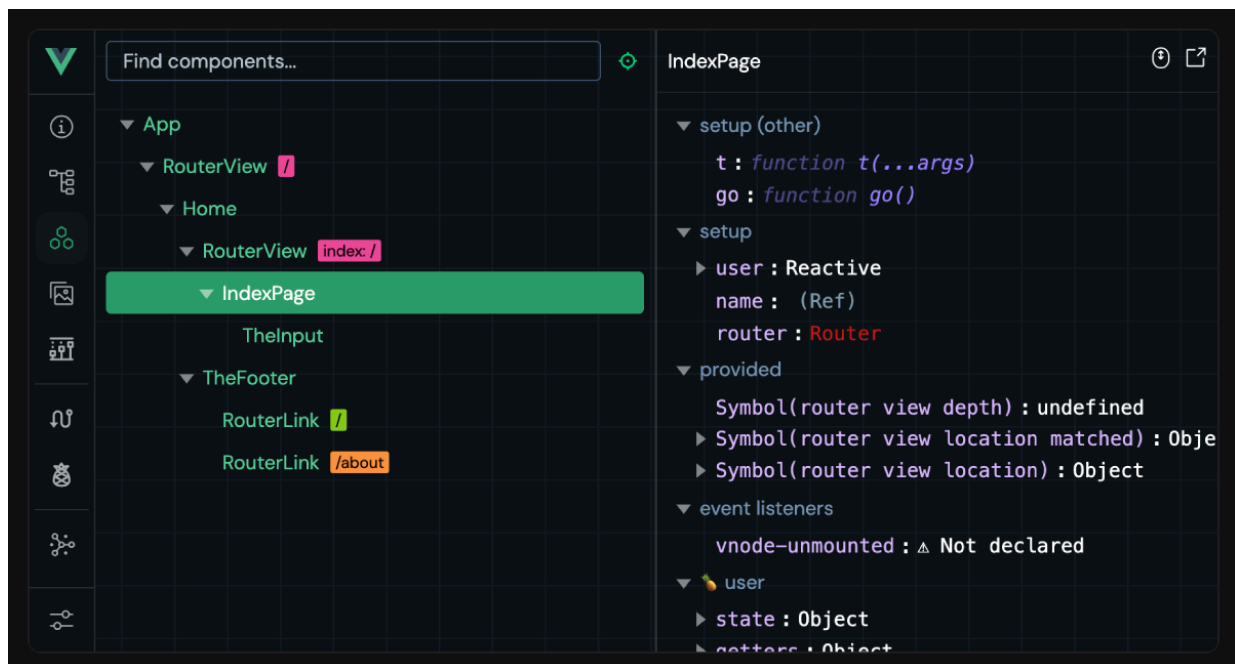 Find components...
App
RouterView /
Home
RouterView index: /
IndexPage
TheInput
TheFooter
RouterLink /
RouterLink /about
IndexPage
setup (other)
t : function t(...args)
go : function go()
setup
user : Reactive
name : (Ref)
router : Router
provided
Symbol(router view depth) : undefined
Symbol(router view location matched) : Obje
Symbol(router view location) : Object
event listeners
vnode-unmounted : ⚠ Not declared
🍍 user
state : Object
getters : Object